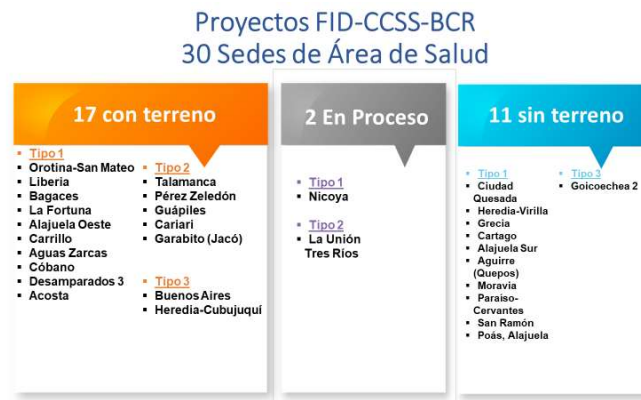 Proyectos FID-CCSS-BCR
30 Sedes de Área de Salud
17 con terreno
Tipo 1
Orotina-San Mateo
Liberia
Bagaces
La Fortuna
Alajuela Oeste
Carrillo
Aguas Zarcas
Cóbano
Desamparados 3
Acosta
Tipo 2
Talamanca
Pérez Zeledón
Guápiles
Cariari
Garabito (Jacó)
Tipo 3
Buenos Aires
Heredia-Cubujuquí
2 En Proceso
Tipo1
Nicoya
Tipo2
La Unión
Tres Ríos
11 sin terreno
Tipo 1
Ciudad
Quesada
Heredia-Virilla
Grecia
Cartago
Alajuela Sur
Aguirre
(Quepos)
Moravia
Paraiso-
Cervantes
San Ramón
Poás, Alajuela
Tipo 3
Goicoechea 2